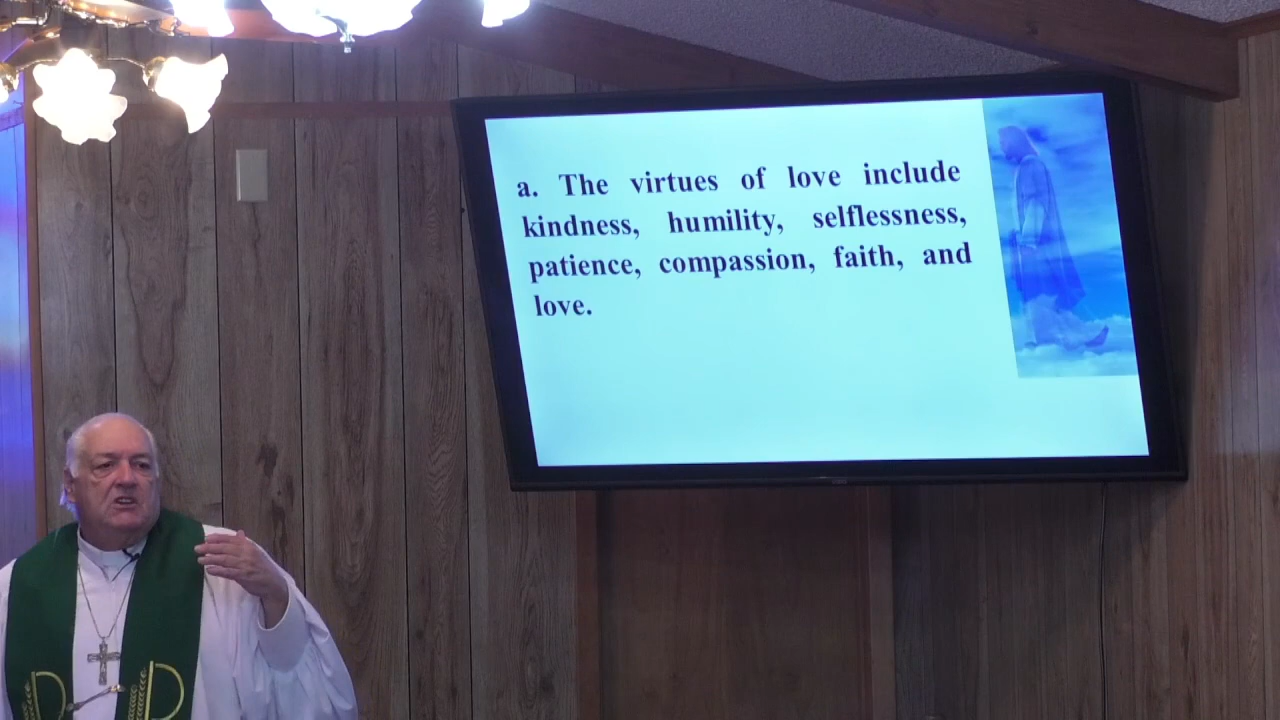 a. The virtues of love include
kindness, humility, selflessness,
patience, compassion, faith, and
love.